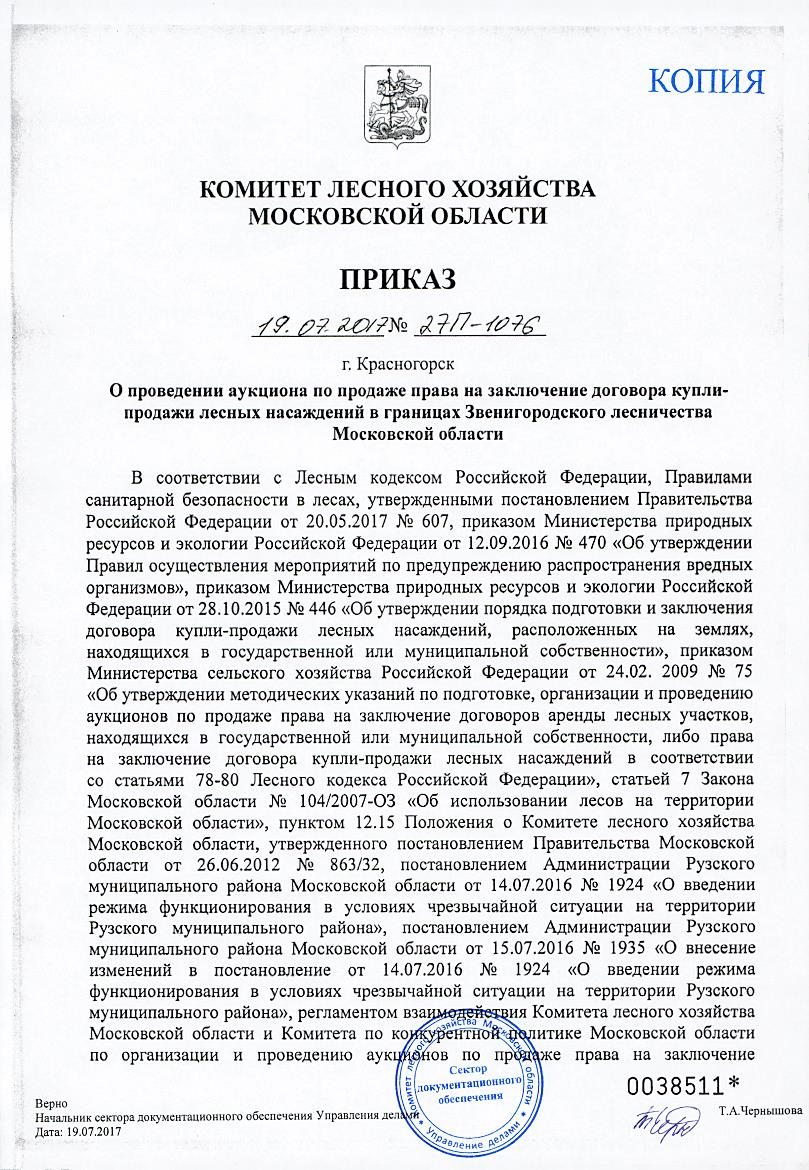 КОПИЯ
КОМИТЕТ ЛЕСНОГО ХОЗЯЙСТВА
МОСКОВСКОЙ ОБЛАСТИ
ПРИКАЗ
19.07.2017 № 27П-1076
г. Красногорск
О проведении аукциона по продаже права на заключение договора купли-
продажи лесных насаждений в границах Звенигородского лесничества
Московской области
В соответствии с Лесным кодексом Российской Федерации, Правилами
санитарной безопасности в лесах, утвержденными постановлением Правительства
Российской Федерации от 20.05.2017 № 607, приказом Министерства природных
ресурсов и экологии Российской Федерации от 12.09.2016 № 470 «Об утверждении
Правил осуществления мероприятий по предупреждению распространения вредных
организмов», приказом Министерства природных ресурсов и экологии Российской
Федерации от 28.10.2015 № 446 «Об утверждении порядка подготовки и заключения
договора купли-продажи лесных насаждений, расположенных на землях,
находящихся в государственной или муниципальной собственности», приказом
Министерства сельского хозяйства Российской Федерации от 24.02. 2009 № 75
«Об утверждении методических указаний по подготовке, организации и проведению
аукционов по продаже права на заключение договоров аренды лесных участков,
находящихся в государственной или муниципальной собственности, либо права
на заключение договора купли-продажи лесных насаждений в соответствии
со статьями 78-80 Лесного кодекса Российской Федерации», статьей 7 Закона
Московской области № 104/2007-ОЗ «Об использовании лесов на территории
Московской области», пунктом 12.15 Положения о Комитете лесного хозяйства
Московской области, утвержденного постановлением Правительства Московской
области от 26.06.2012 № 863/32, постановлением Администрации Рузского
муниципального района Московской области от 14.07.2016 № 1924 «О введении
режима функционирования в условиях чрезвычайной ситуации на территории
Рузского муниципального района», постановлением Администрации Рузского
муниципального района Московской области от 15.07.2016 № 1935 «О внесение
изменений в постановление от 14.07.2016 № 1924 «О введении режима
функционирования в условиях чрезвычайной ситуации на территории Рузского
муниципального района», регламентом взаимодействия Комитета лесного хозяйства
Московской области и Комитета по конкурентной политике Московской области
по организации и проведению аукционов по продаже права на заключение
Комитет лесного хозяйства Московской области
Сектор
документационного
обеспечения
* Управление делами *
0038511*
Верно
Начальник сектора документационного обеспечения Управления делами
Т.А.Чернышова
Дата: 19.07.2017